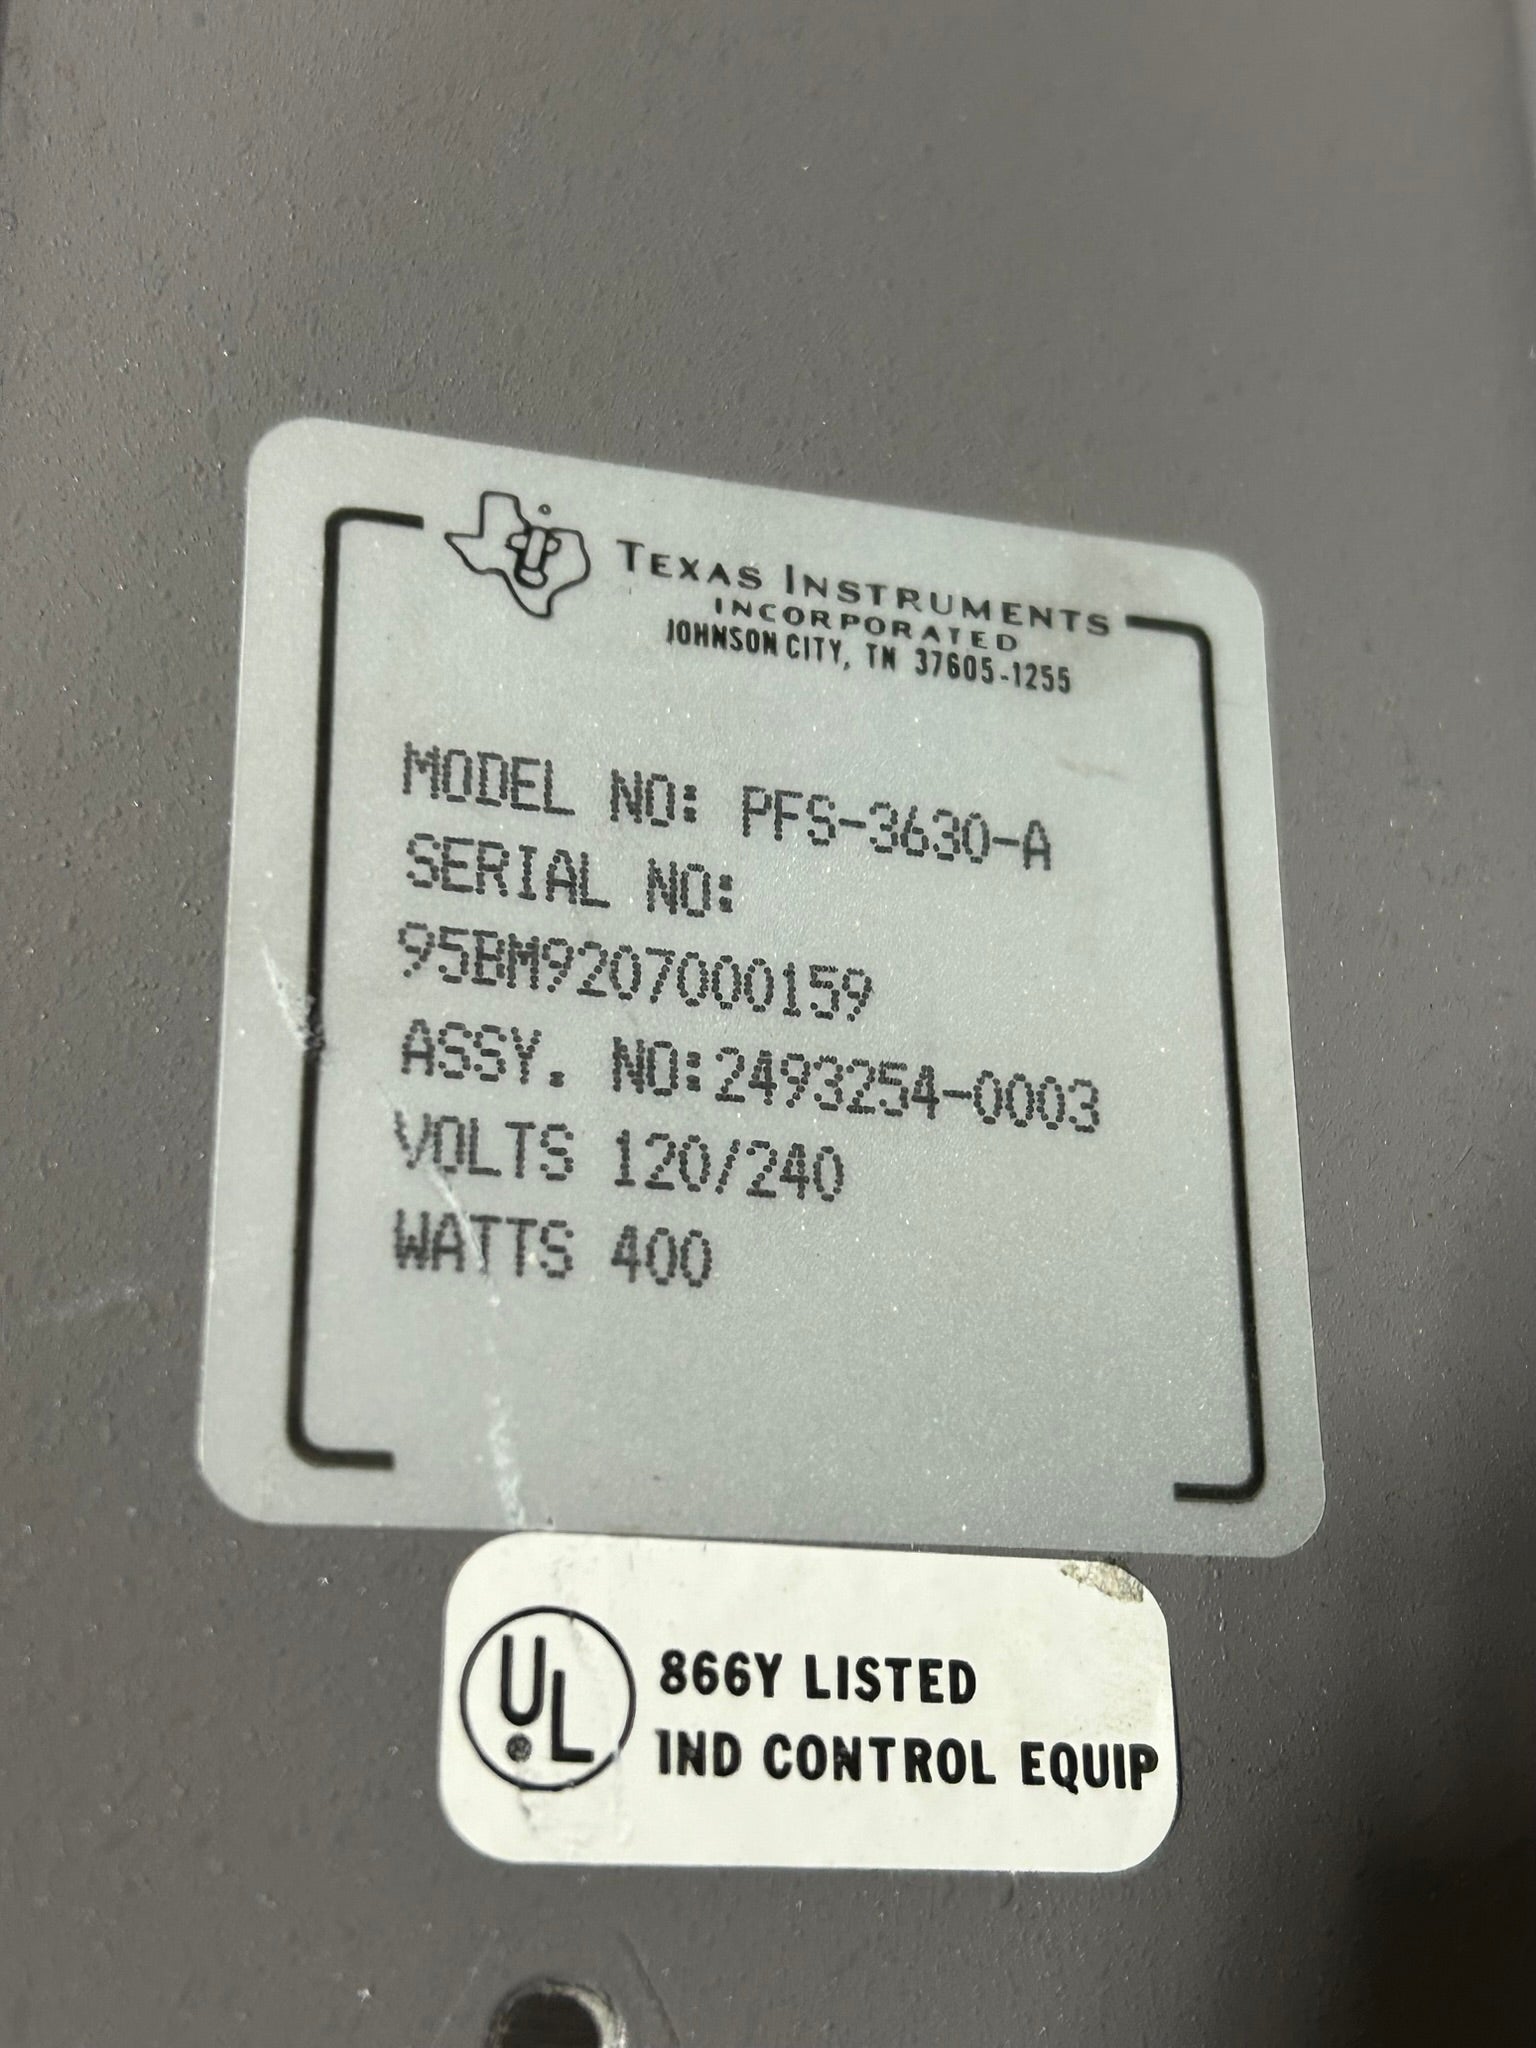 TEXAS INSTRUMENTS
INCORPORATED
JOHNSON CITY, TN 37605-1255
MODEL NO: PFS-3630-A
SERIAL NO:
95BM9207000159
ASSY. NO:2493254-0003
VOLTS 120/240
WATTS 400
UL ®
866Y LISTED
IND CONTROL EQUIP